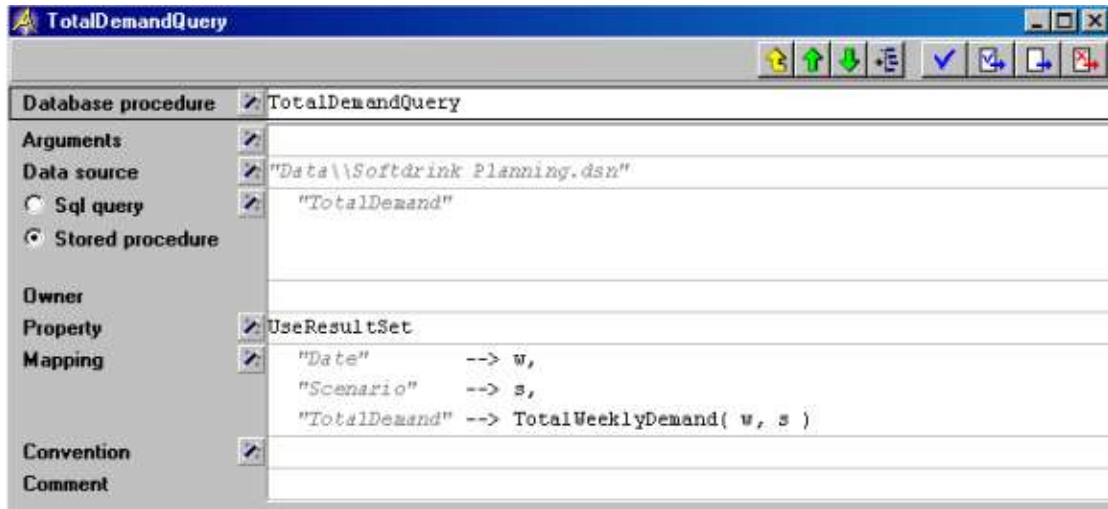 TotalDemandQuery
Database procedure TotalDemandQuery
Arguments
Data source "Data\\Softdrink Planning.dsn"
Sql query "TotalDemand"
Stored procedure
Owner
Property UseResultSet
Mapping "Date" --> w,
"Scenario" --> s,
"TotalDemand" --> TotalWeeklyDemand( w, s )
Convention
Comment